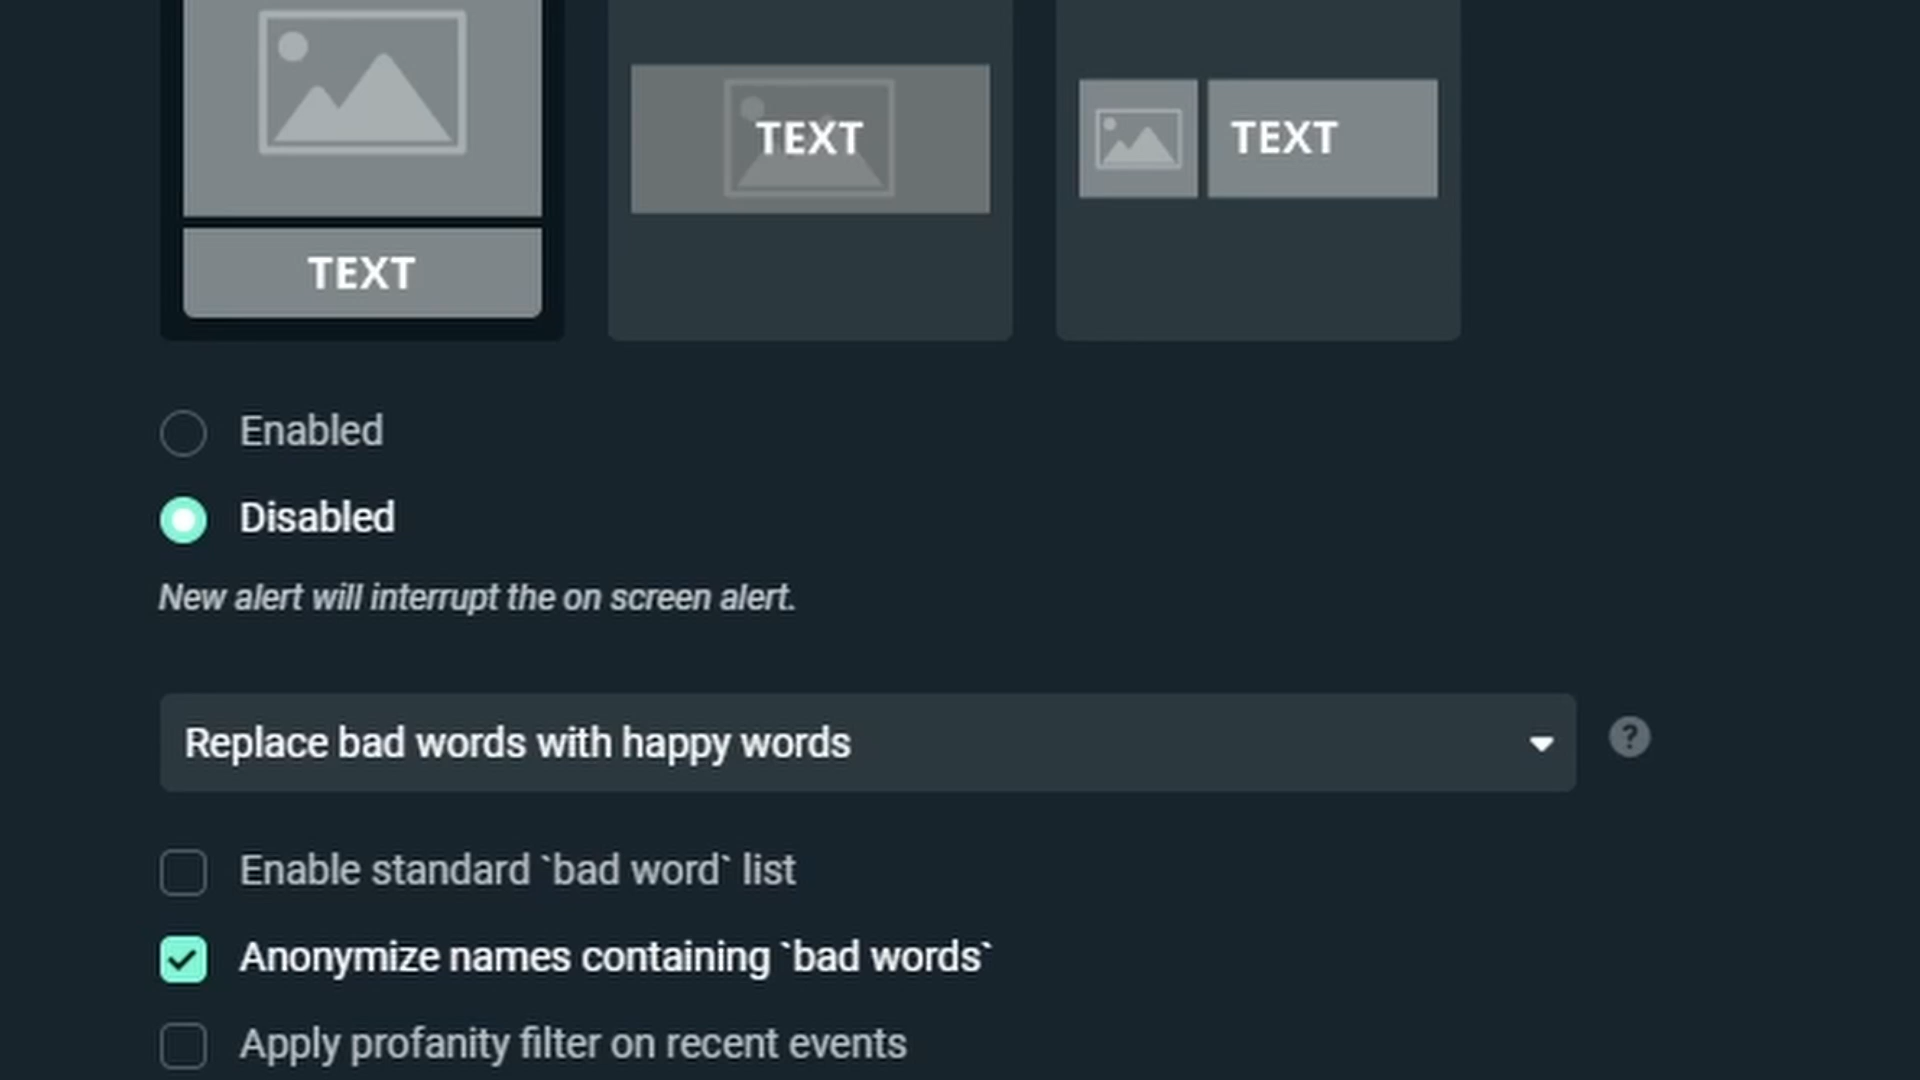 TEXT
TEXT
TEXT
Enabled
Disabled
New alert will interrupt the on screen alert.
Replace bad words with happy words
?
Enable standard `bad word` list
Anonymize names containing `bad words`
Apply profanity filter on recent events